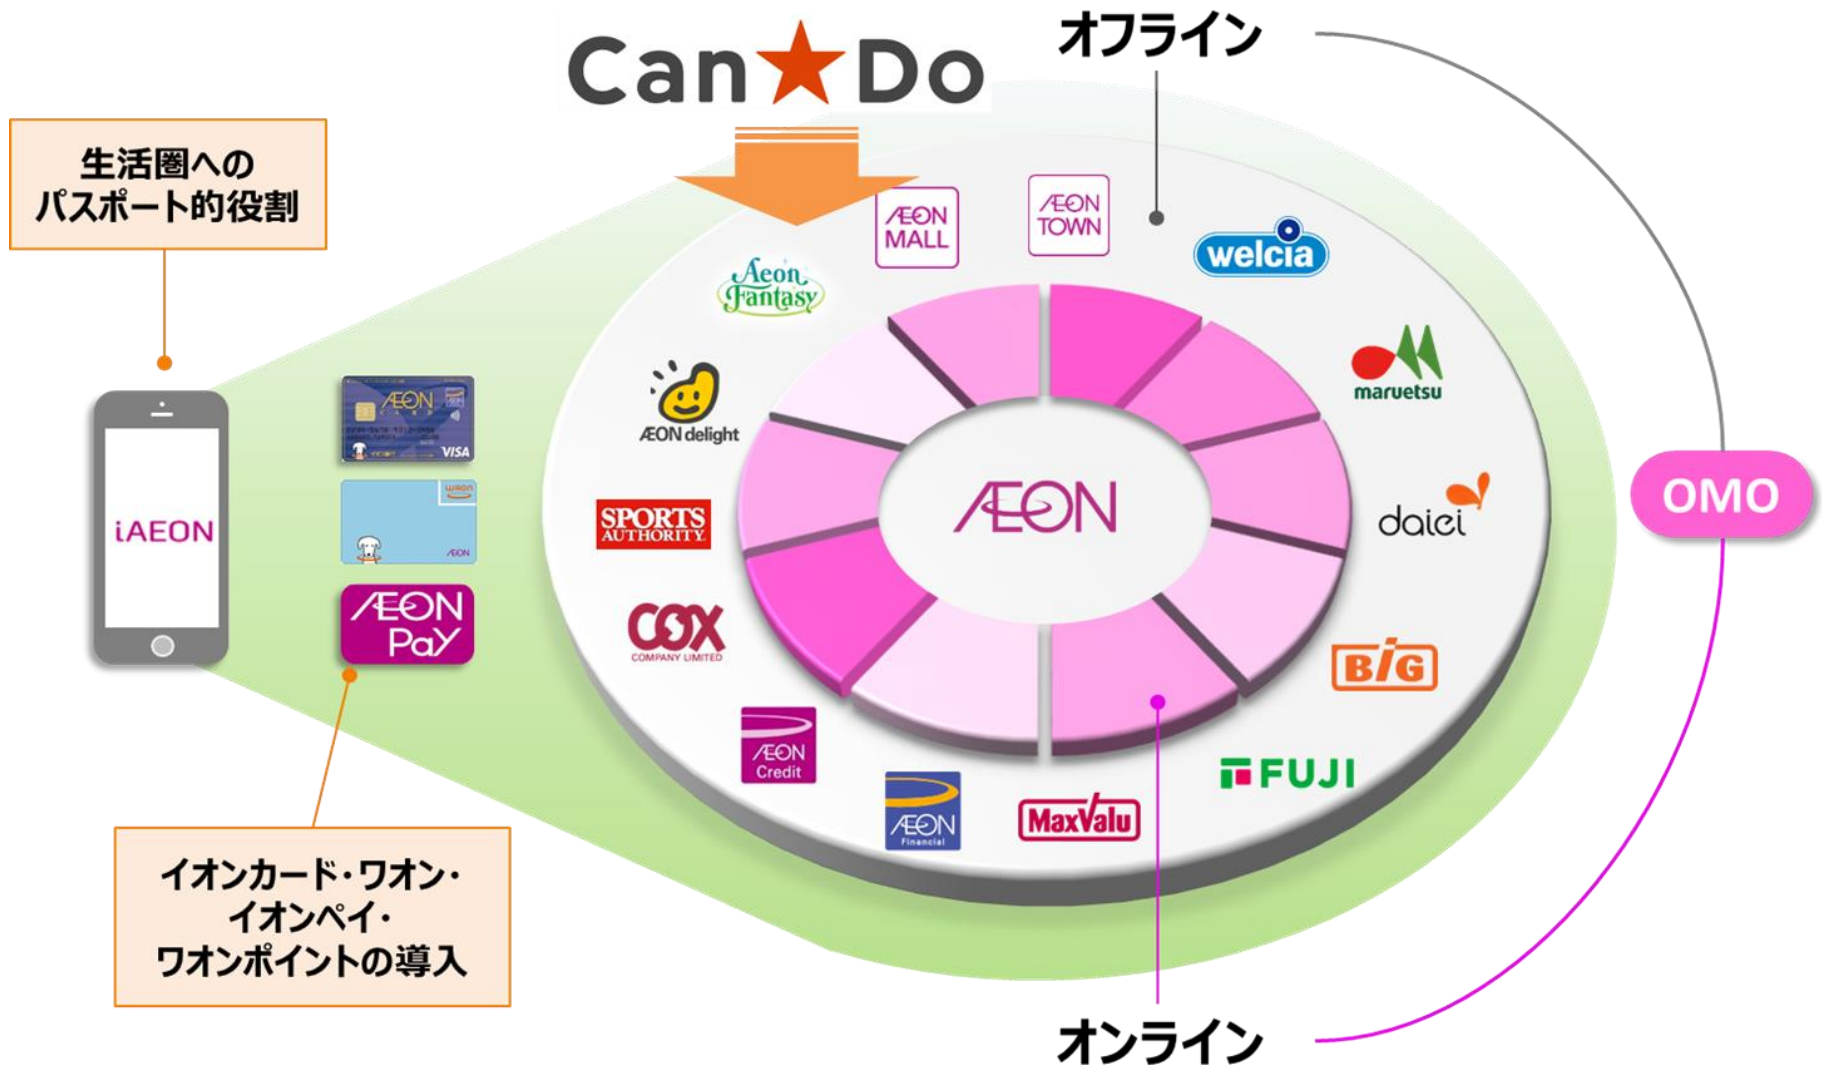 Can★Do
オフライン
生活圏への
パスポート的役割
ÆON
MALL
ÆON
TOWN
welcia
Aeon
Fantasy
maruetsu
ÆON delight
ÆON
CARD
VISA
WAON
ÆON
iAEON
ÆON
Pay
SPORTS
AUTHORITY
ÆON
daiei
OMO
COX
COMPANY LIMITED
BIG
ÆON
Credit
FUJI
ÆON
Financial
MaxValu
イオンカード・ワオン・
イオンペイ・
ワオンポイントの導入
オンライン